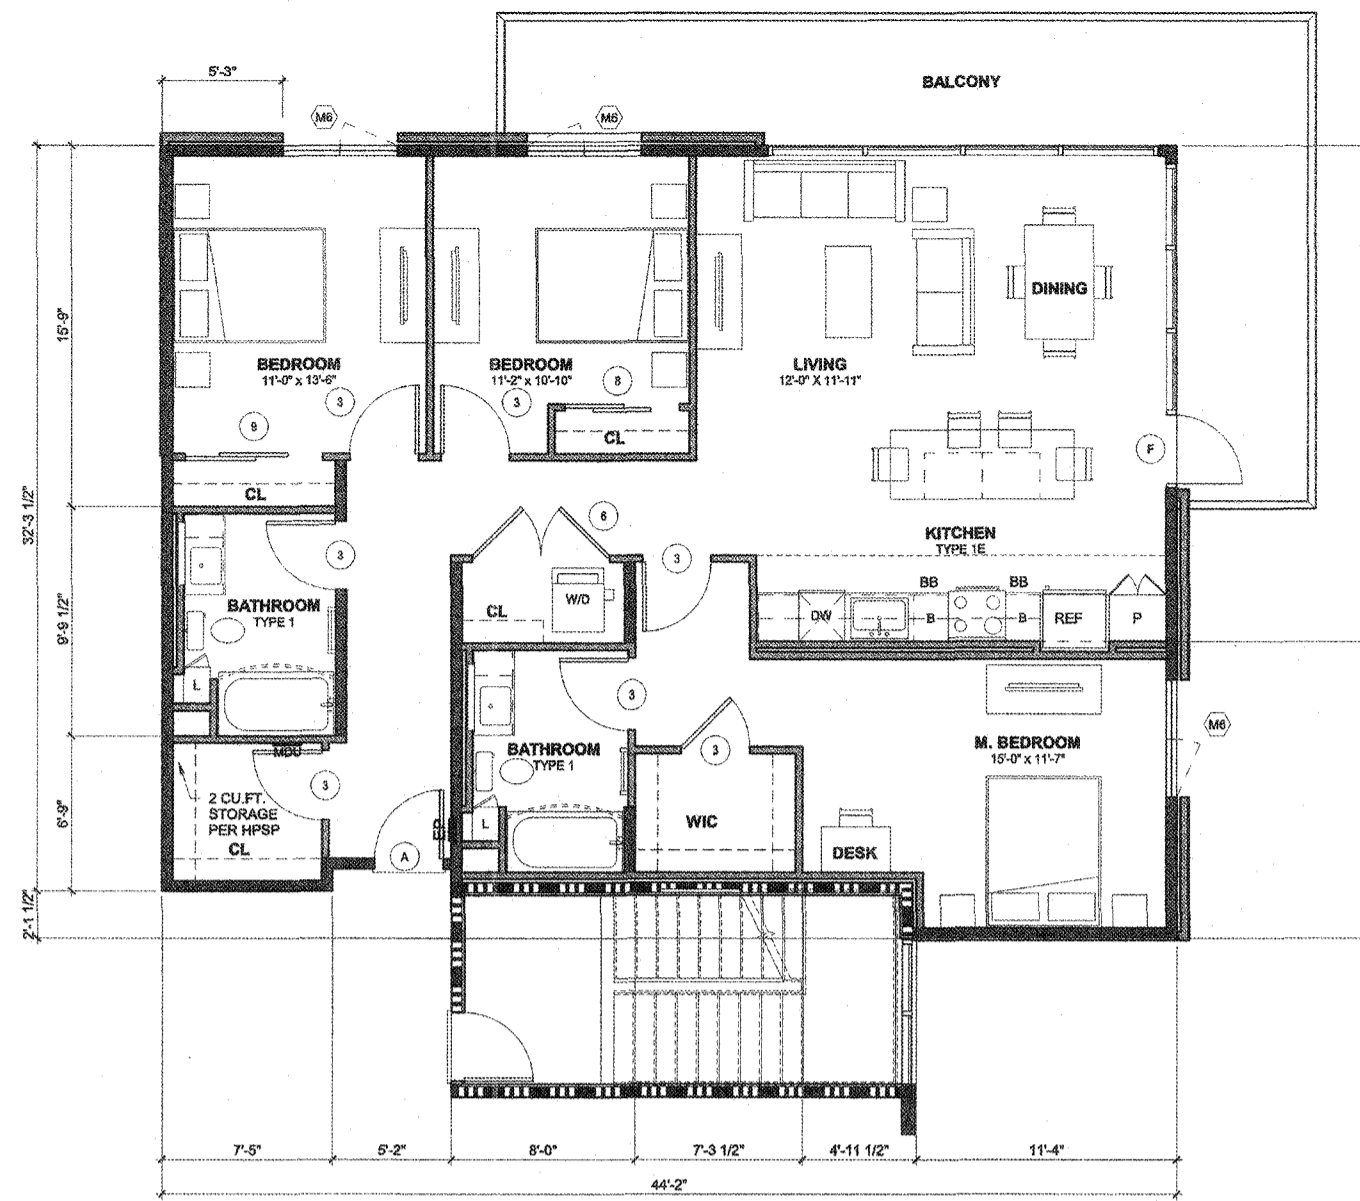 BALCONY
5'-3"
M6
M6
15'-9"
32'-3 1/2"
9'-9 1/2"
6'-9"
2'-1 1/2"
BEDROOM
11'-0" x 13'-6"
3
9
CL
BEDROOM
11'-2" x 10'-10"
3
8
CL
LIVING
12'-0" X 11'-11"
DINING
F
KITCHEN
TYPE 1E
BB
BB
DW
B
B
REF
P
6
3
CL
W/D
3
BATHROOM
TYPE 1
L
MDU
3
2 CU.FT.
STORAGE
PER HPSP
CL
A
EP
3
BATHROOM
TYPE 1
L
3
WIC
M. BEDROOM
15'-0" x 11'-7"
DESK
M6
7'-5"
5'-2"
8'-0"
7'-3 1/2"
4'-11 1/2"
11'-4"
44'-2"